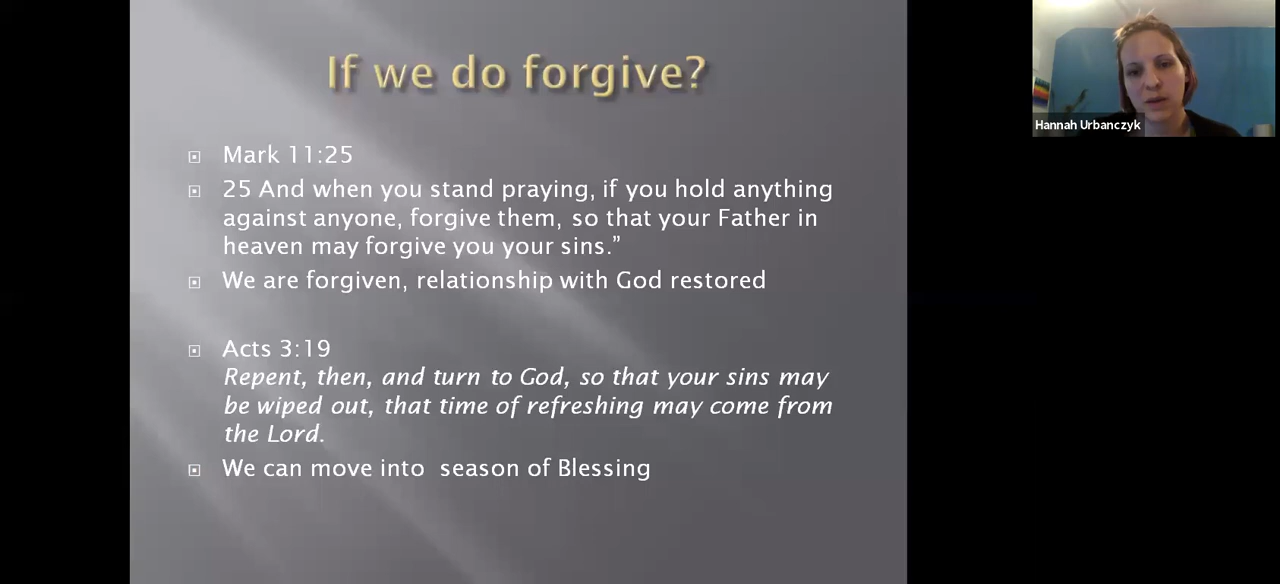 If we do forgive?
Mark 11:25
25 And when you stand praying, if you hold anything
against anyone, forgive them, so that your Father in
heaven may forgive you your sins.”
We are forgiven, relationship with God restored
Acts 3:19
Repent, then, and turn to God, so that your sins may
be wiped out, that time of refreshing may come from
the Lord.
We can move into  season of Blessing
Hannah Urbanczyk